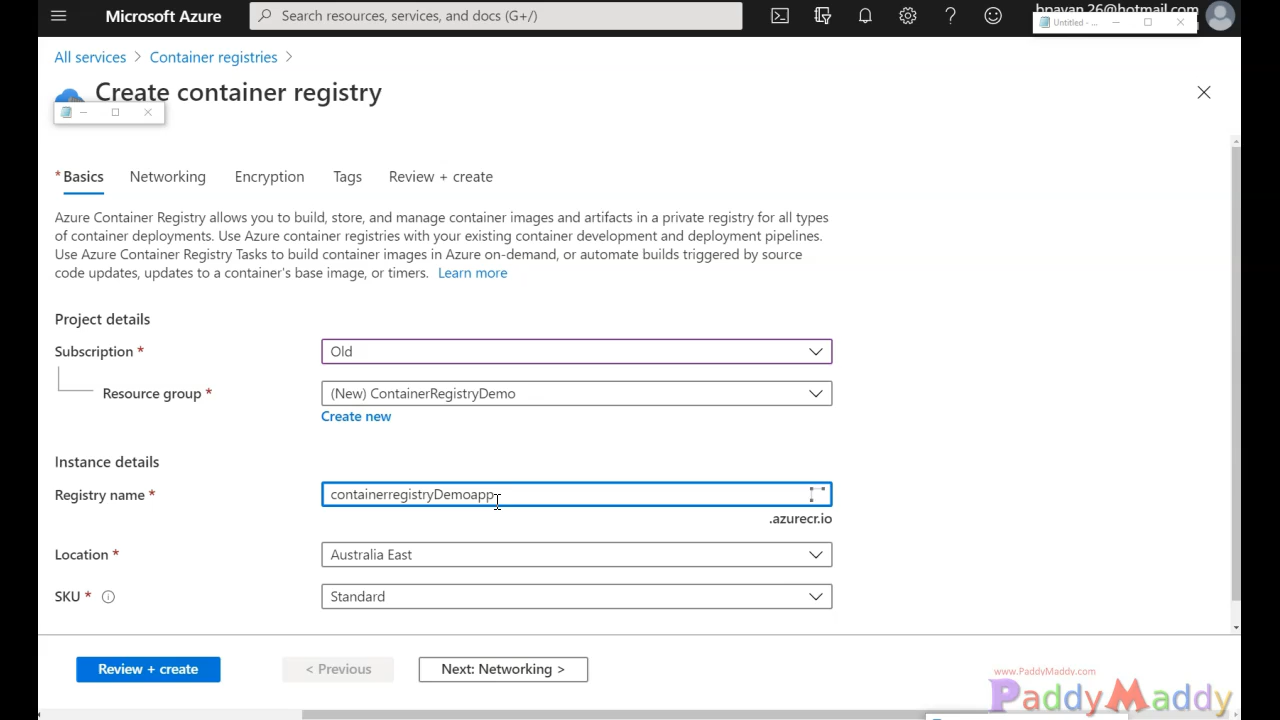 Microsoft Azure
Search resources, services, and docs (G+/)
bnavan.26@hotmail.com
Untitled - ...
All services > Container registries >
Create container registry
* Basics
Networking
Encryption
Tags
Review + create
Azure Container Registry allows you to build, store, and manage container images and artifacts in a private registry for all types
of container deployments. Use Azure container registries with your existing container development and deployment pipelines.
Use Azure Container Registry Tasks to build container images in Azure on-demand, or automate builds triggered by source
code updates, updates to a container's base image, or timers. Learn more
Project details
Subscription *
Old
Resource group *
(New) ContainerRegistryDemo
Create new
Instance details
Registry name *
containerregistryDemoapp
.azurecr.io
Location *
Australia East
SKU *
Standard
Review + create
< Previous
Next: Networking >
www.PaddyMaddy.com
PaddyMaddy